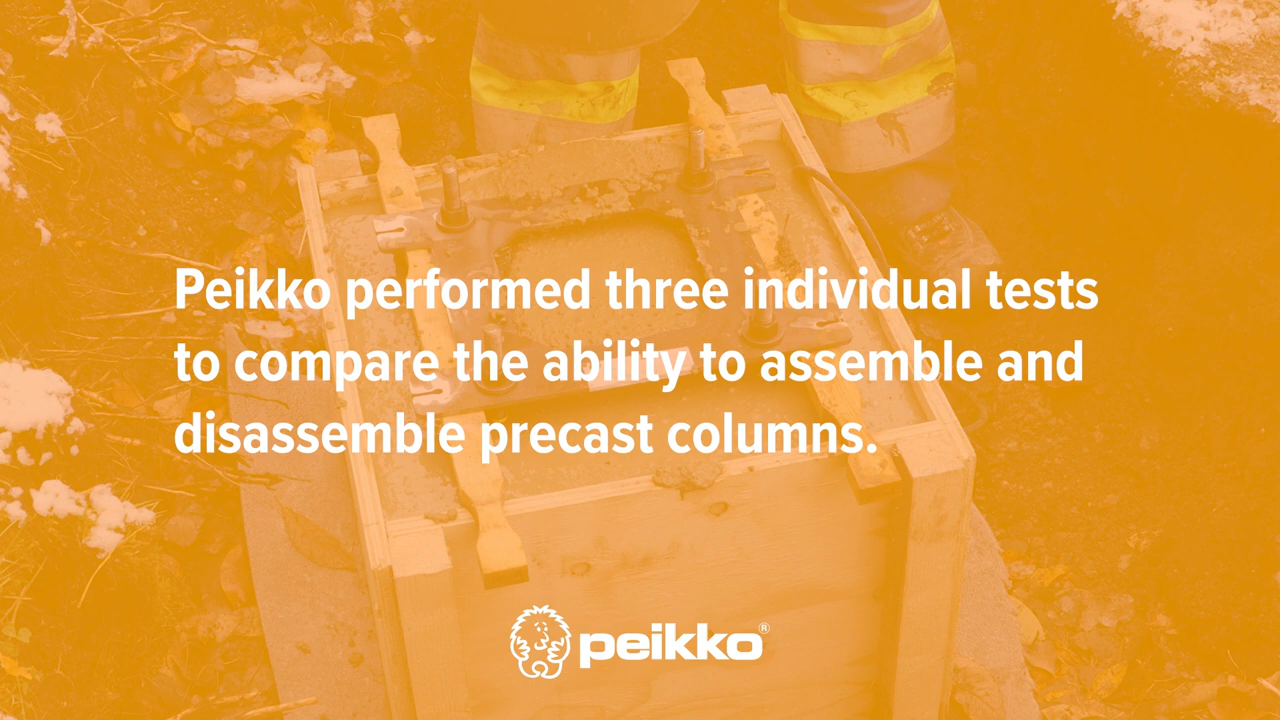 Peikko performed three individual tests
to compare the ability to assemble and
disassemble precast columns.
peikko®